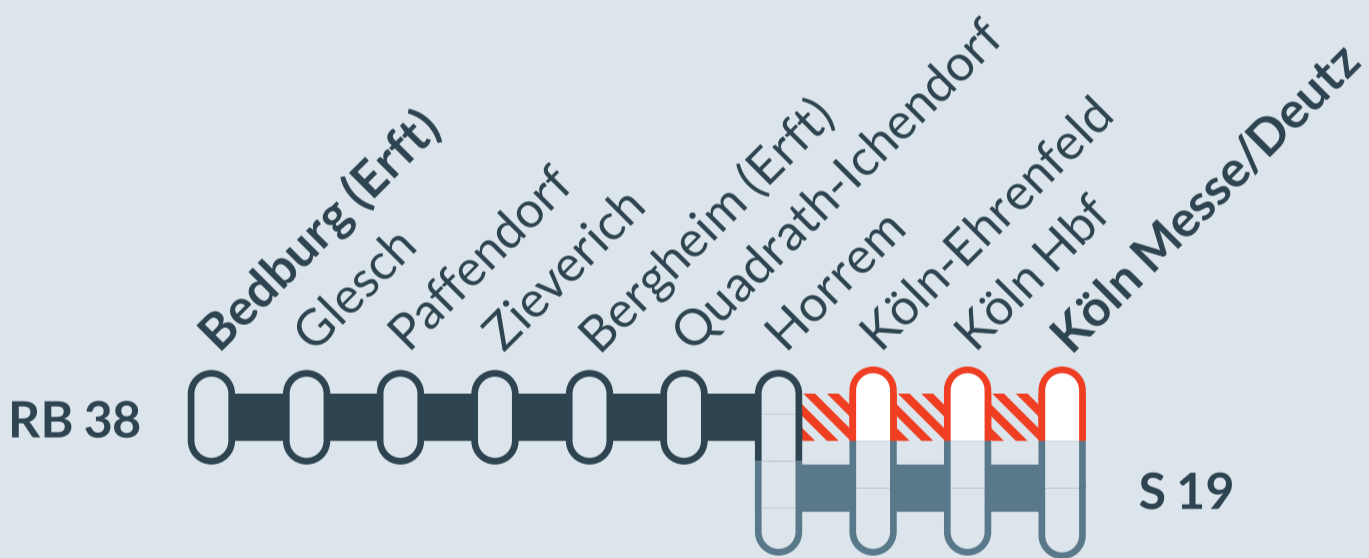 Bedburg (Erft)
Glesch
Paffendorf
Zieverich
Bergheim (Erft)
Quadrath-Ichendorf
Horrem
Köln-Ehrenfeld
Köln Hbf
Köln Messe/Deutz
RB 38
S 19